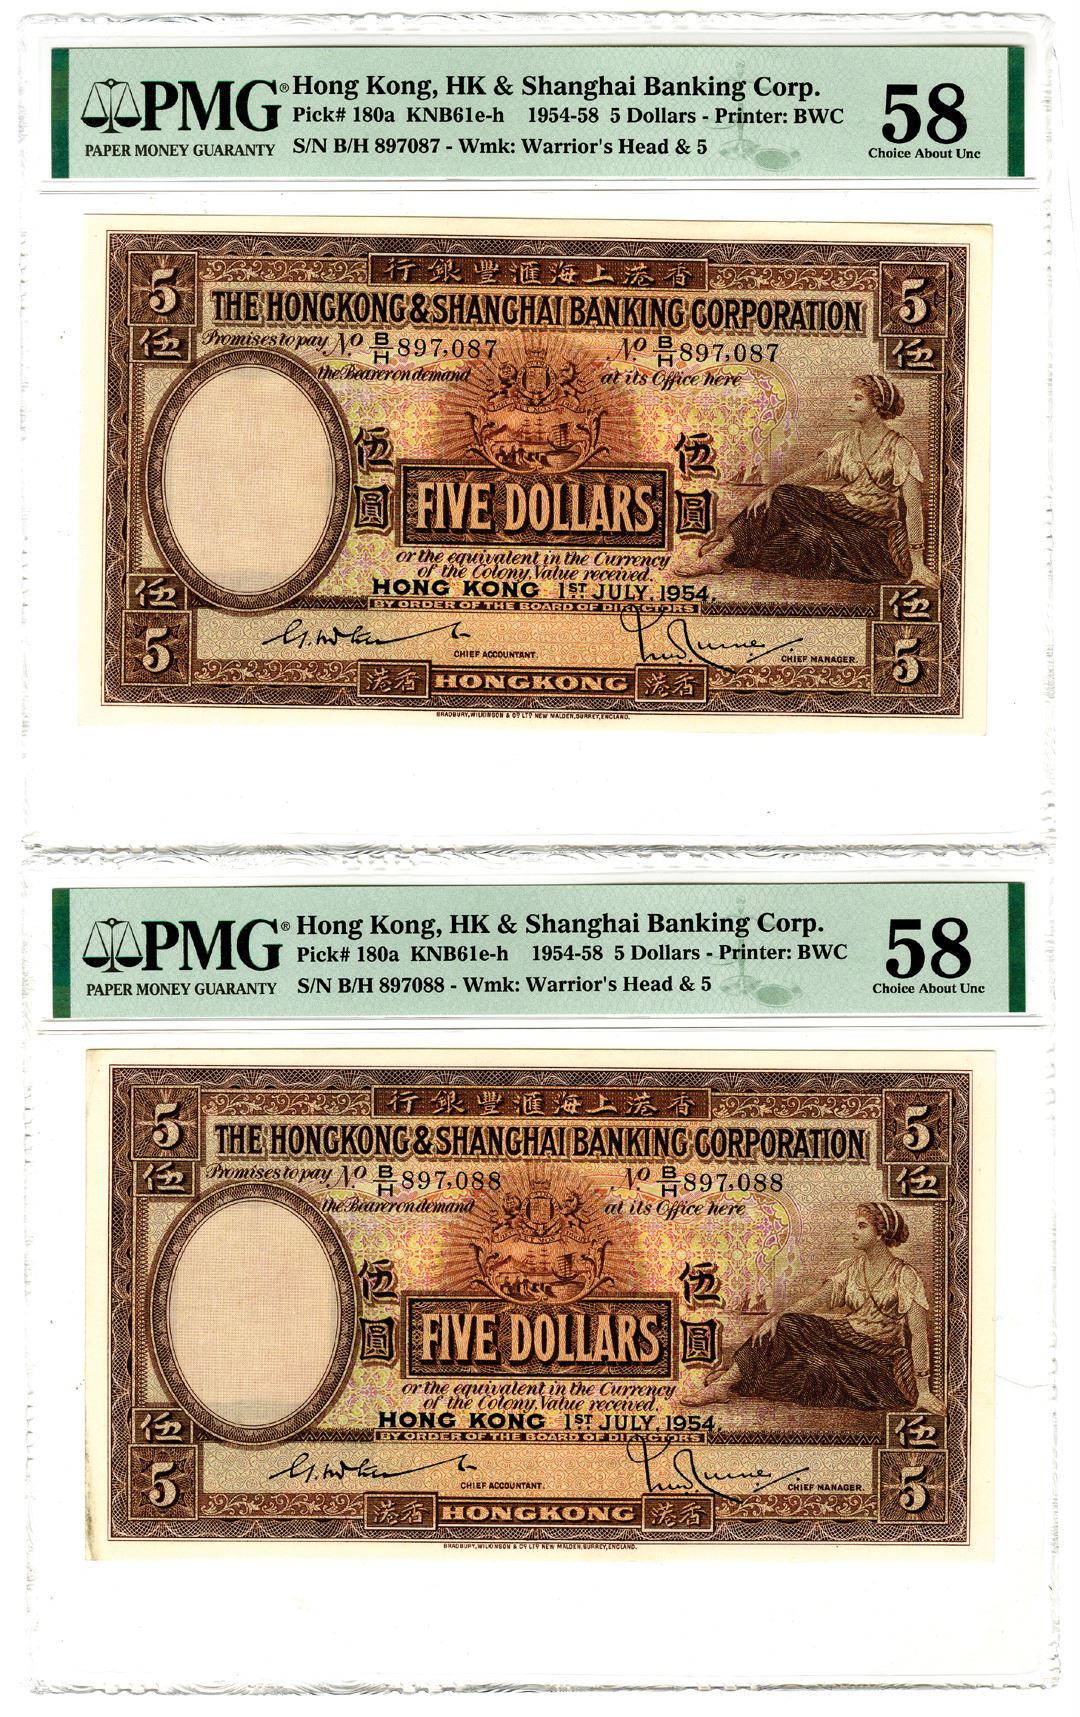 PMG®
PAPER MONEY GUARANTY
Hong Kong, HK & Shanghai Banking Corp.
Pick# 180a KNB61e-h 1954-58 5 Dollars - Printer: BWC
S/N B/H 897087 - Wmk: Warrior's Head & 5
58
Choice About Unc
行銀豐滙海上港香
5 THE HONGKONG & SHANGHAI BANKING CORPORATION 5
伍 Promises to pay No B/H 897,087 No B/H 897,087 伍
the Bearer on demand at its Office here
伍圓 FIVE DOLLARS 伍圓
or the equivalent in the Currency
of the Colony, Value received.
伍 HONG KONG 1ST JULY, 1954. 伍
BY ORDER OF THE BOARD OF DIRECTORS
5 CHIEF ACCOUNTANT. CHIEF MANAGER. 5
港香 HONGKONG 港香
BRADBURY, WILKINSON & CO LTD NEW MALDEN, SURREY, ENGLAND.
PMG®
PAPER MONEY GUARANTY
Hong Kong, HK & Shanghai Banking Corp.
Pick# 180a KNB61e-h 1954-58 5 Dollars - Printer: BWC
S/N B/H 897088 - Wmk: Warrior's Head & 5
58
Choice About Unc
行銀豐滙海上港香
5 THE HONGKONG & SHANGHAI BANKING CORPORATION 5
伍 Promises to pay No B/H 897,088 No B/H 897,088 伍
the Bearer on demand at its Office here
伍圓 FIVE DOLLARS 伍圓
or the equivalent in the Currency
of the Colony, Value received.
伍 HONG KONG 1ST JULY, 1954. 伍
BY ORDER OF THE BOARD OF DIRECTORS
5 CHIEF ACCOUNTANT. CHIEF MANAGER. 5
港香 HONGKONG 港香
BRADBURY, WILKINSON & CO LTD NEW MALDEN, SURREY, ENGLAND.